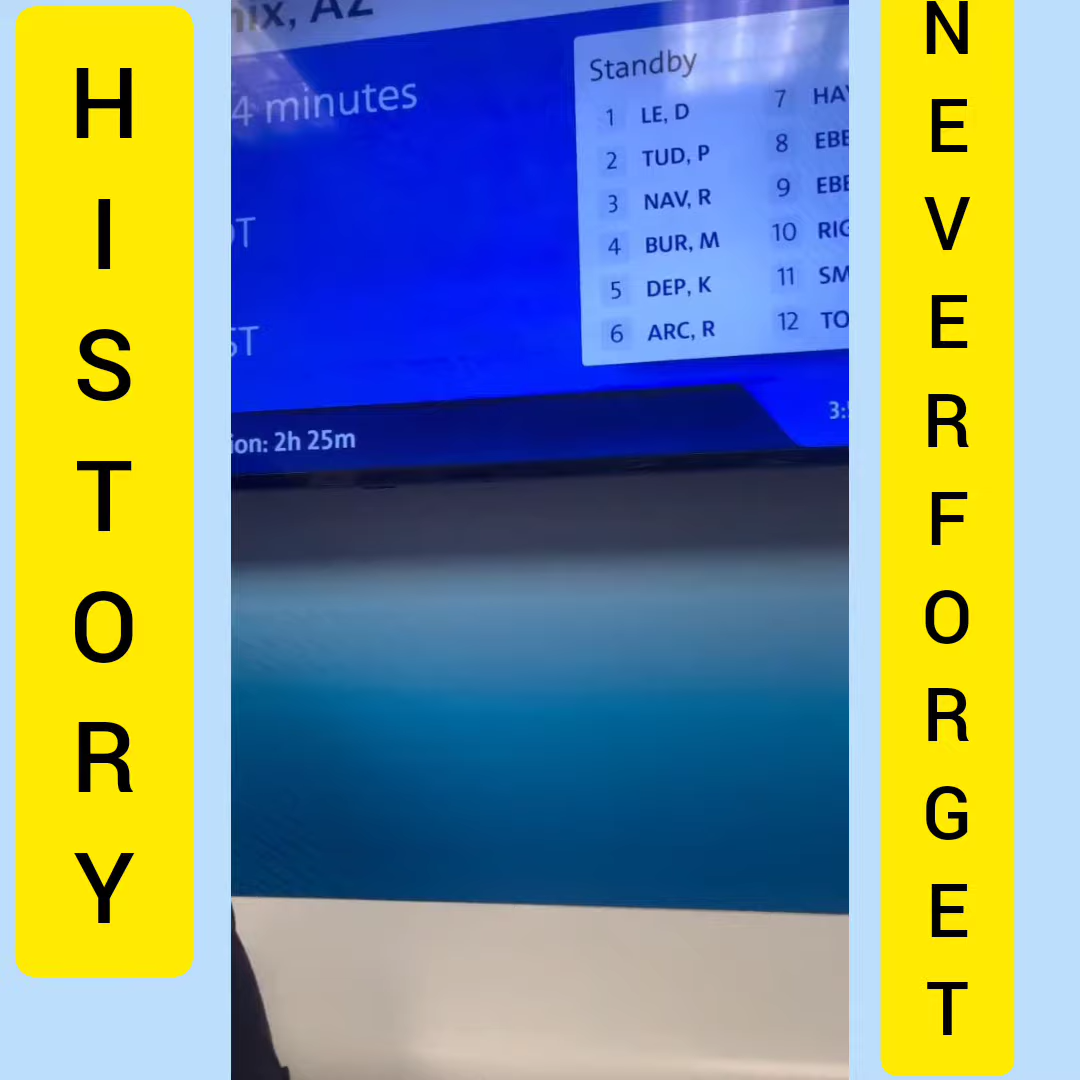 HISTORY
AZ
4 minutes
Standby
1 LE, D
2 TUD, P
3 NAV, R
4 BUR, M
5 DEP, K
6 ARC, R
7
8
9
10
11
12
2h 25m
NEVERFORGET